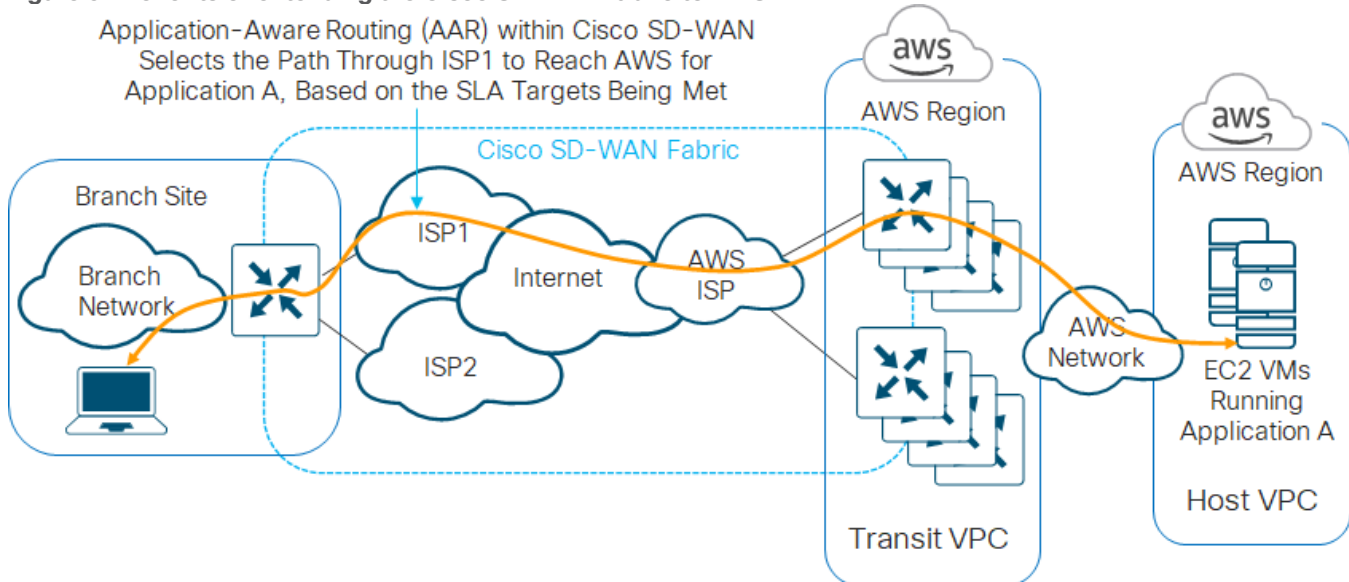 Application-Aware Routing (AAR) within Cisco SD-WAN
Selects the Path Through ISP1 to Reach AWS for
Application A, Based on the SLA Targets Being Met
aws
AWS Region
aws
AWS Region
Cisco SD-WAN Fabric
Branch Site
Branch
Network
ISP1
Internet
AWS
ISP
ISP2
AWS
Network
EC2 VMs
Running
Application A
Host VPC
Transit VPC